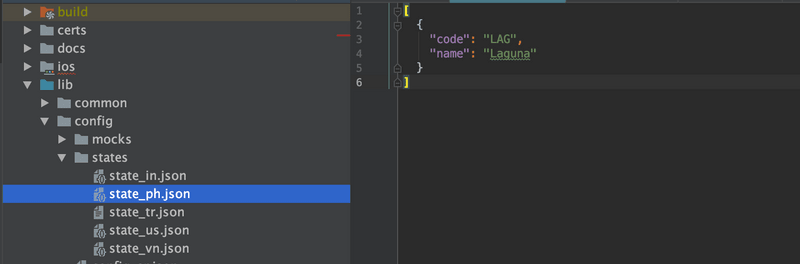 build
certs
docs
ios
lib
common
config
mocks
states
state_in.json
state_ph.json
state_tr.json
state_us.json
state_vn.json
1 [
2 {
3 "code": "LAG",
4 "name": "Laguna"
5 }
6 ]